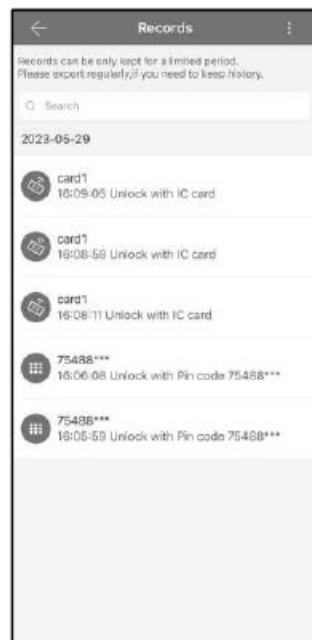 Records
Records can be only kept for a limited period.
Please export regularly,if you need to keep history.
Search
2023-05-29
card1
16:09:05 Unlock with IC card
card1
16:08:58 Unlock with IC card
card1
16:08:11 Unlock with IC card
75488***
16:06:08 Unlock with Pin code 75488***
75488***
16:05:59 Unlock with Pin code 75488***